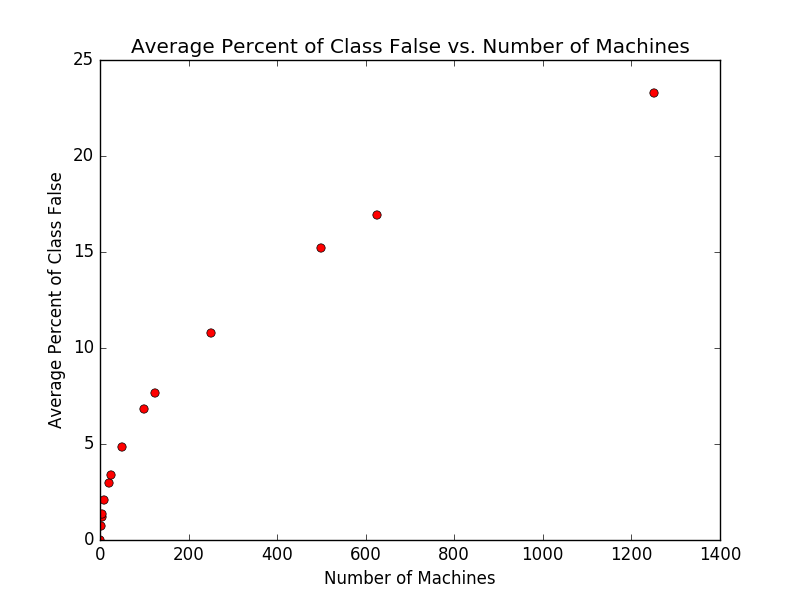 Average Percent of Class False vs. Number of Machines
25
20
15
10
5
0
Average Percent of Class False
0 200 400 600 800 1000 1200 1400
Number of Machines